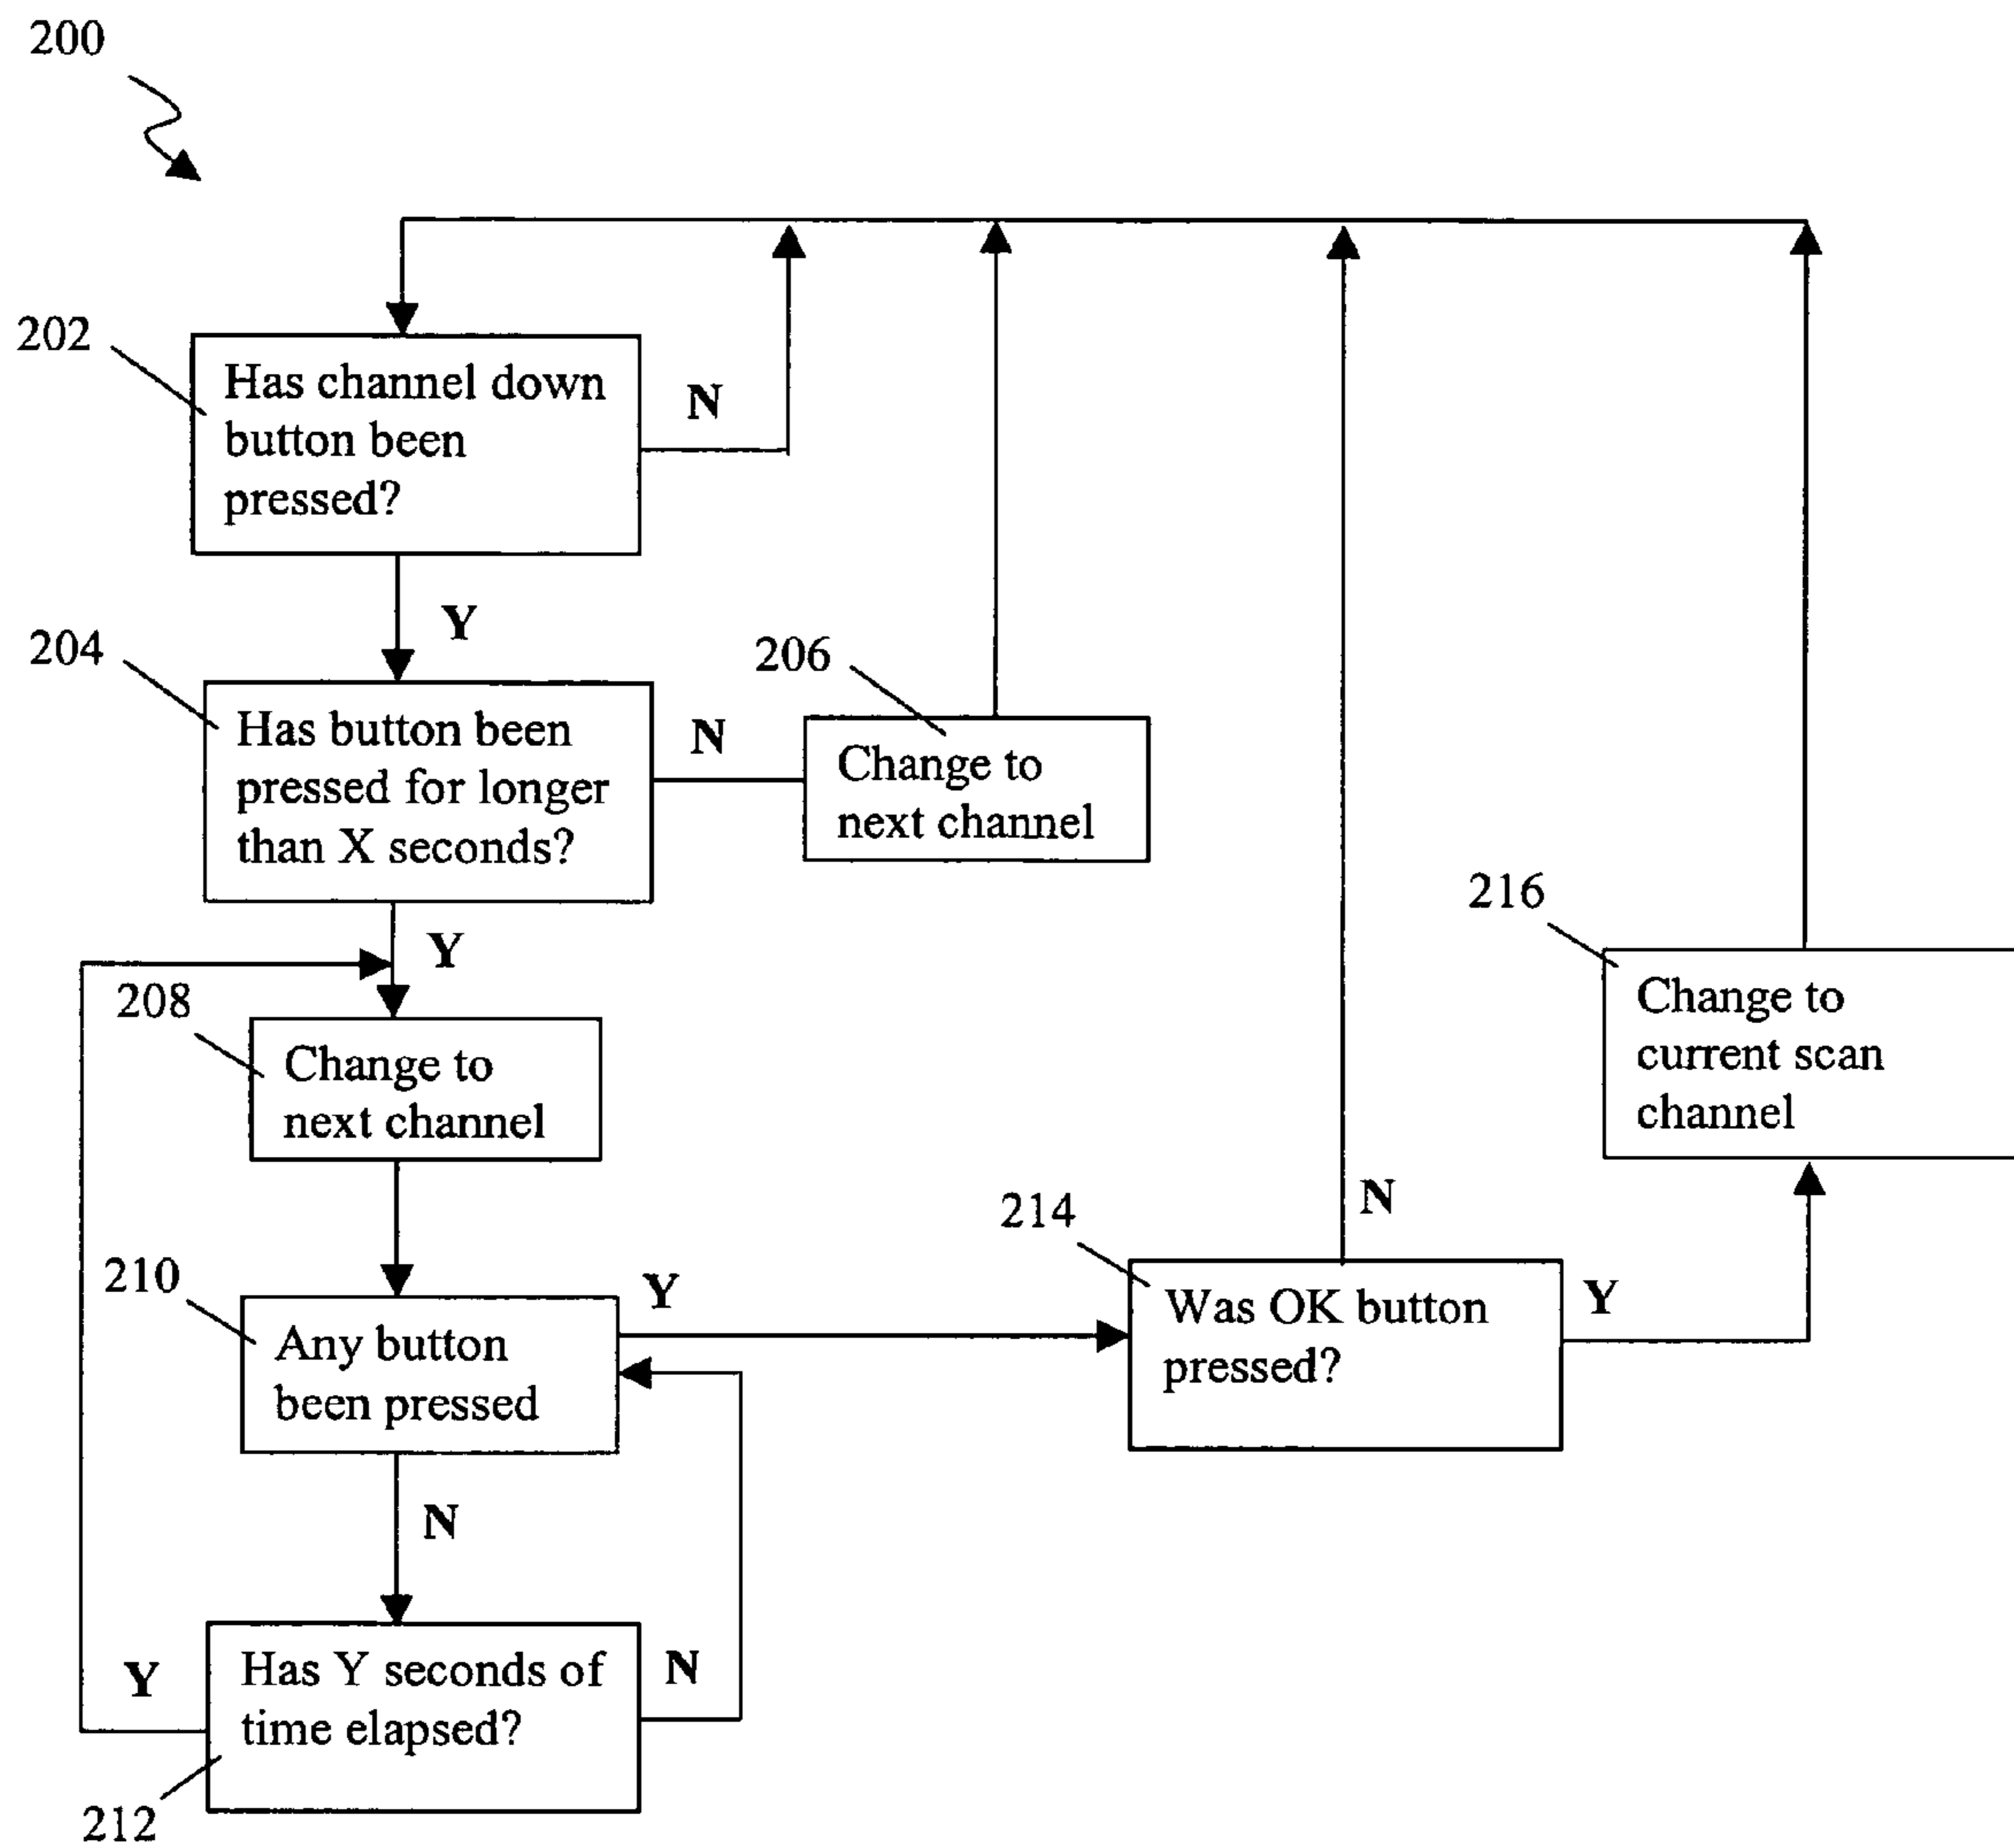 200
202
Has channel down
button been
pressed?
N
Y
204
Has button been
pressed for longer
than X seconds?
N
206
Change to
next channel
Y
208
Change to
next channel
216
Change to
current scan
channel
210
Any button
been pressed
Y
214
Was OK button
pressed?
N
Y
N
212
Has Y seconds of
time elapsed?
Y
N